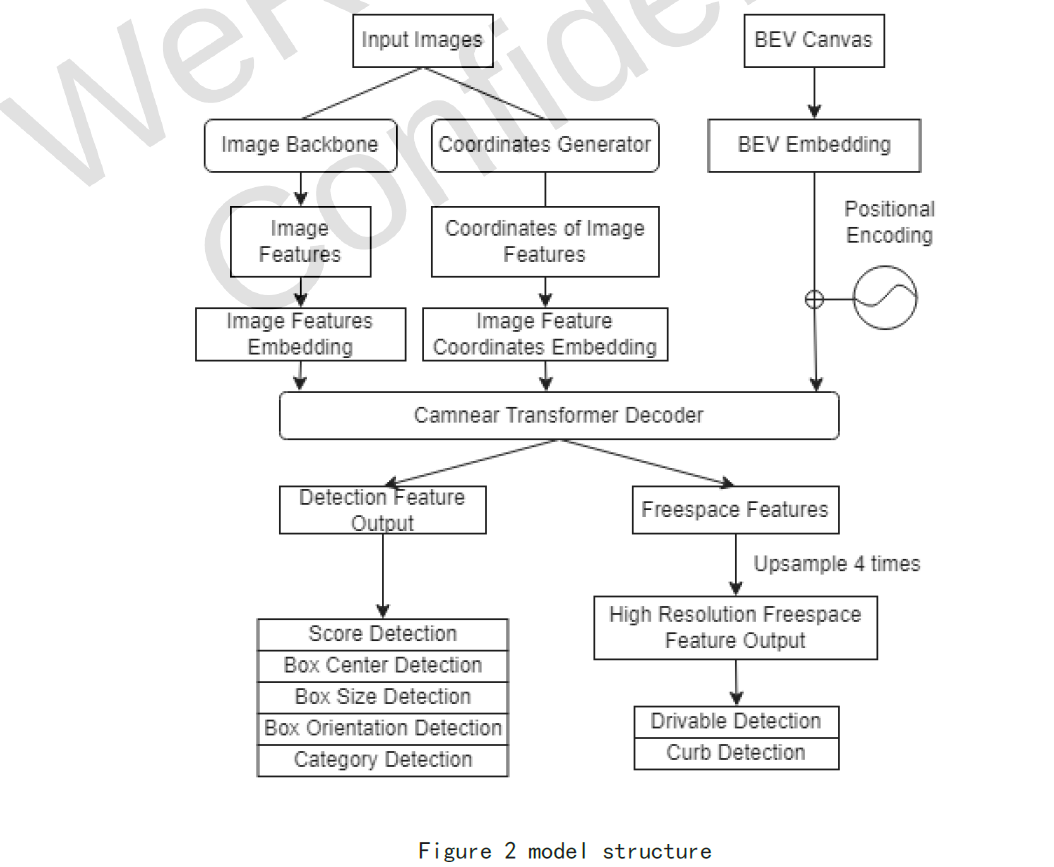 Input Images
BEV Canvas
Image Backbone
Coordinates Generator
BEV Embedding
Positional
Encoding
Image
Features
Coordinates of Image
Features
Image Features
Embedding
Image Feature
Coordinates Embedding
Camnear Transformer Decoder
Detection Feature
Output
Freespace Features
Upsample 4 times
High Resolution Freespace
Feature Output
Score Detection
Box Center Detection
Box Size Detection
Box Orientation Detection
Category Detection
Drivable Detection
Curb Detection
Figure 2 model structure